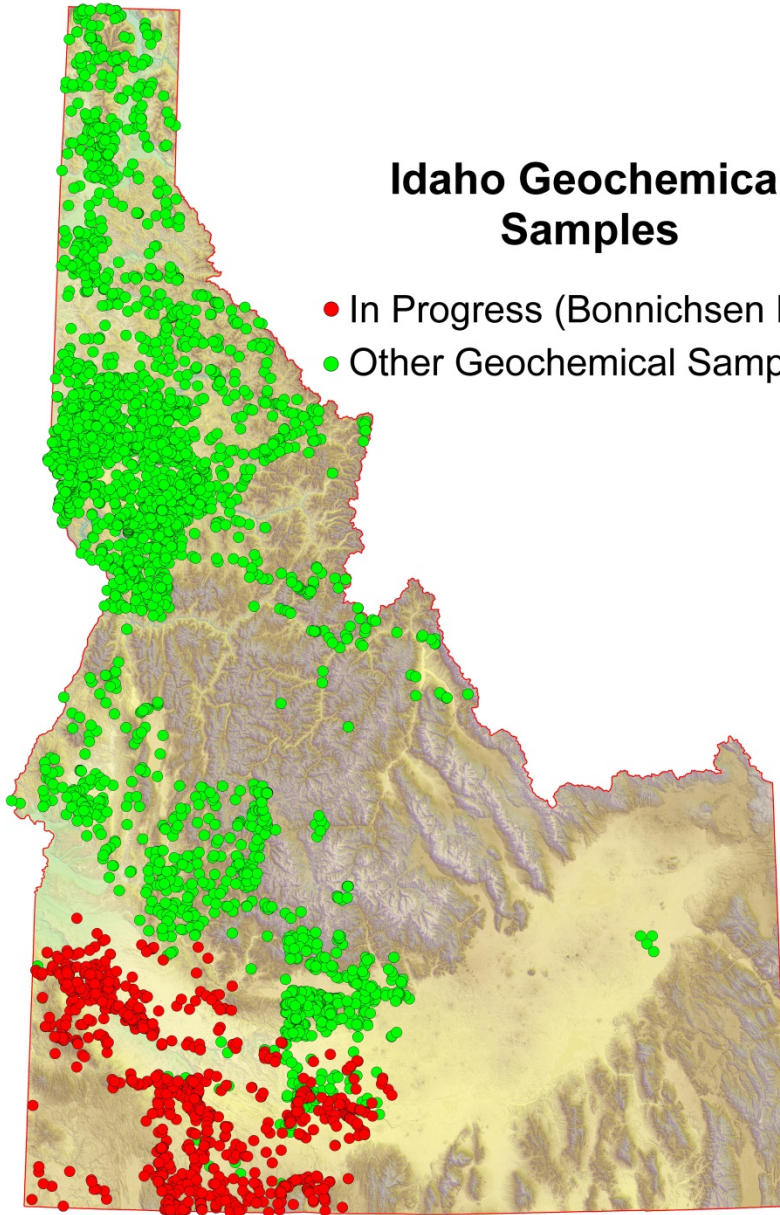 Idaho Geochemica
Samples
In Progress (Bonnichsen
Other Geochemical Samp